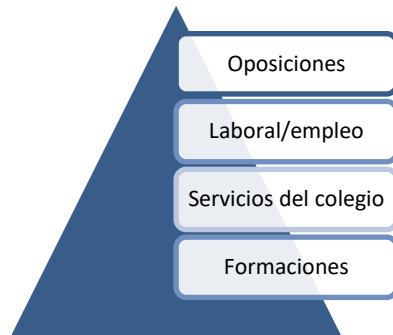 Oposiciones
Laboral/empleo
Servicios del colegio
Formaciones